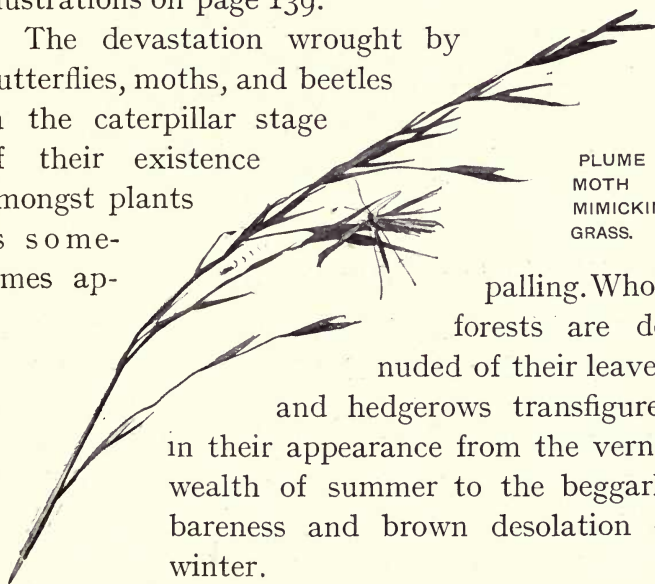 ustrations on page 139.
The devastation wrought by
utterflies, moths, and beetles
the caterpillar stage
f their existence
mongst plants
s some-
mes ap-
PLUME
MOTH
MIMICKIN
GRASS.
palling. Who
forests are de
nuded of their leave
and hedgerows transfigure
in their appearance from the vern
wealth of summer to the beggarl
bareness and brown desolation
winter.